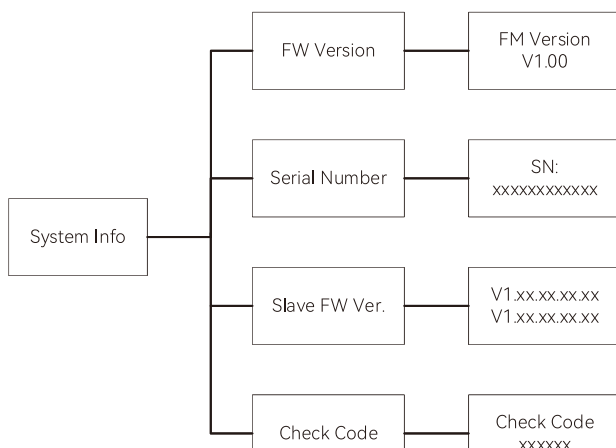 FW Version
FM Version
V1.00
Serial Number
SN:
xxxxxxxxxxxx
System Info
Slave FW Ver.
V1.xx.xx.xx.xx
V1.xx.xx.xx.xx
Check Code
Check Code
xxxxxx